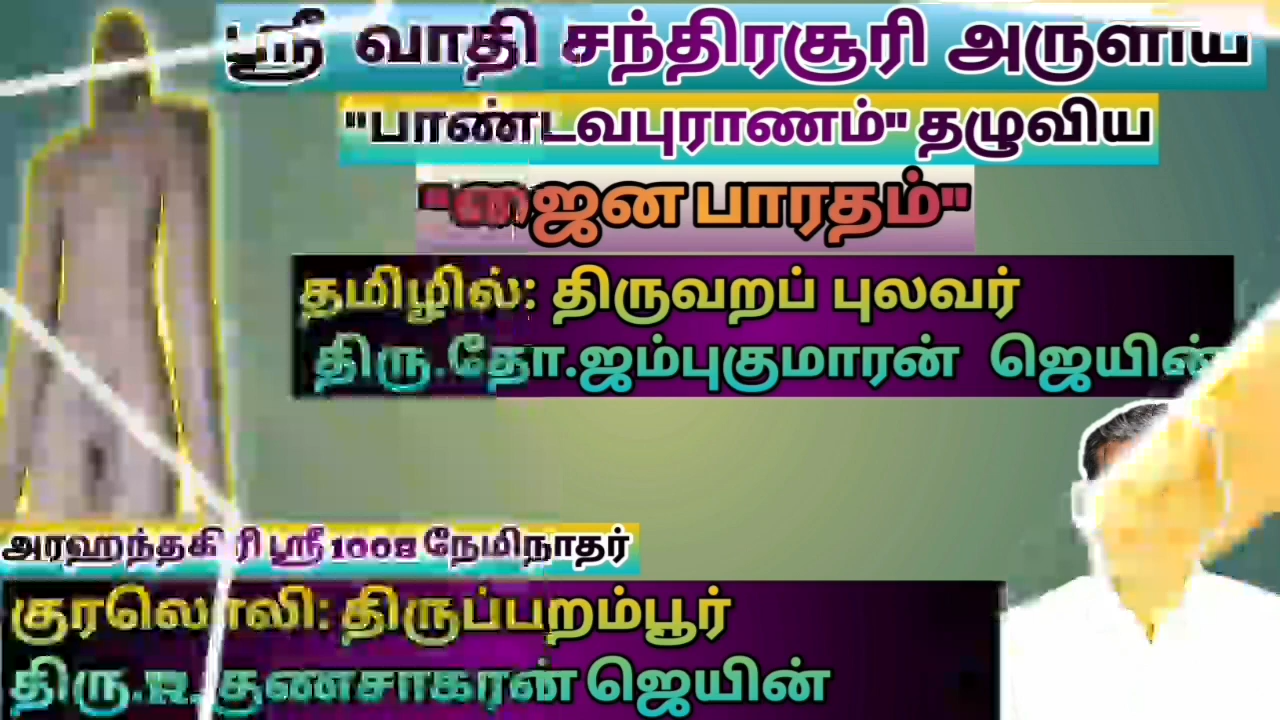 ஸ்ரீ வாதி சந்திரசூரி அருளிய
"பாண்டவபுராணம்" தழுவிய
"ஜைன பாரதம்"
தமிழில்: திருவறப் புலவர்
திரு.தோ.ஜம்புகுமாரன் ஜெயின்
அரஹந்தகிரி ஸ்ரீ 1008 நேமிநாதர்
குரலொலி: திருப்பறம்பூர்
திரு. குணசாகரன் ஜெயின்